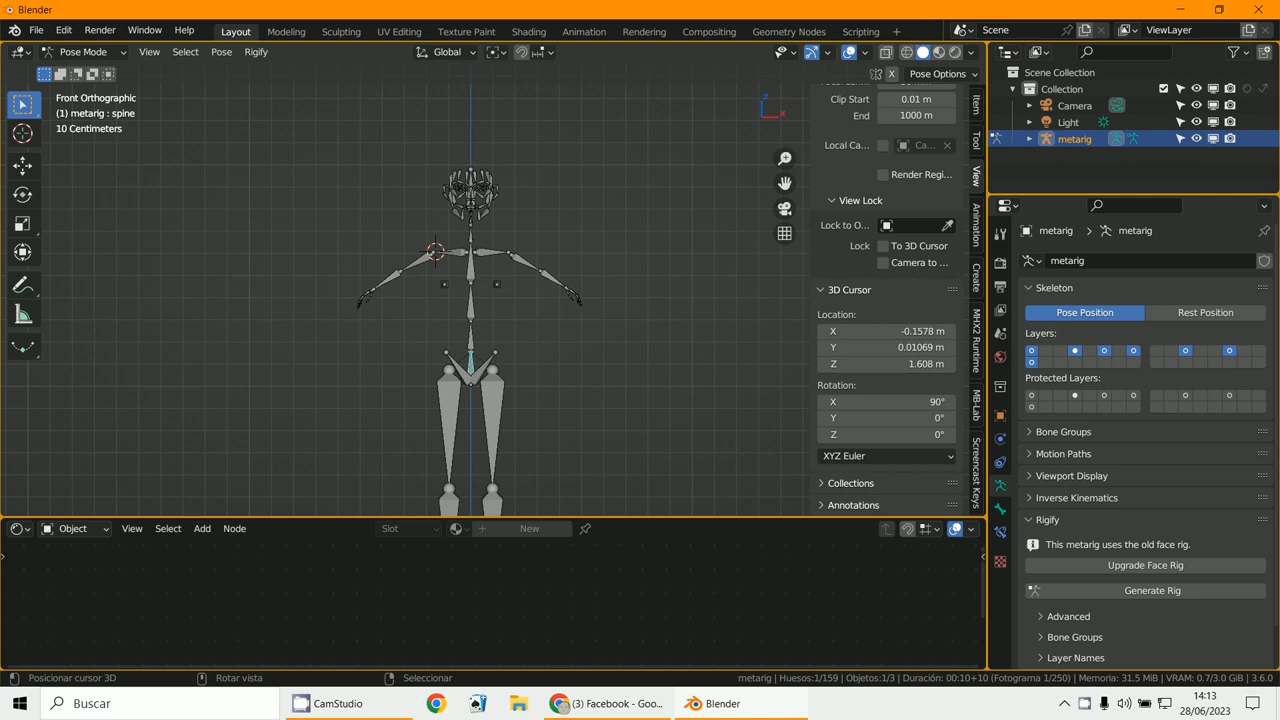 Blender
File Edit Render Window Help
Layout Modeling Sculpting UV Editing Texture Paint Shading Animation Rendering Compositing Geometry Nodes Scripting +
Scene
ViewLayer
Pose Mode View Select Pose Rigify
Global
Pose Options
X
Front Orthographic
(1) metarig : spine
10 Centimeters
Z
X
Clip Start 0.01 m
End 1000 m
Local Ca... Ca...
Render Regi...
View Lock
Lock to O...
Lock To 3D Cursor
Camera to ...
3D Cursor
Location:
X -0.1578 m
Y 0.01069 m
Z 1.608 m
Rotation:
X 90°
Y 0°
Z 0°
XYZ Euler
Collections
Annotations
Item
Tool
View
Animation
Create
MHX2 Runtime
MB-Lab
Screencast Keys
Scene Collection
Collection
Camera
Light
metarig
metarig metarig
metarig
Skeleton
Pose Position Rest Position
Layers:
Protected Layers:
Bone Groups
Motion Paths
Viewport Display
Inverse Kinematics
Rigify
This metarig uses the old face rig.
Upgrade Face Rig
Generate Rig
Advanced
Bone Groups
Layer Names
Object View Select Add Node
Slot
New
Posicionar cursor 3D
Rotar vista
Seleccionar
metarig | Huesos:1/159 | Objetos:1/3 | Duración: 00:10+10 (Fotograma 1/250) | Memoria: 31.5 MiB | VRAM: 0.7/3.0 GiB | 3.6.0
Buscar
CamStudio
(3) Facebook - Goo...
Blender
14:13
28/06/2023